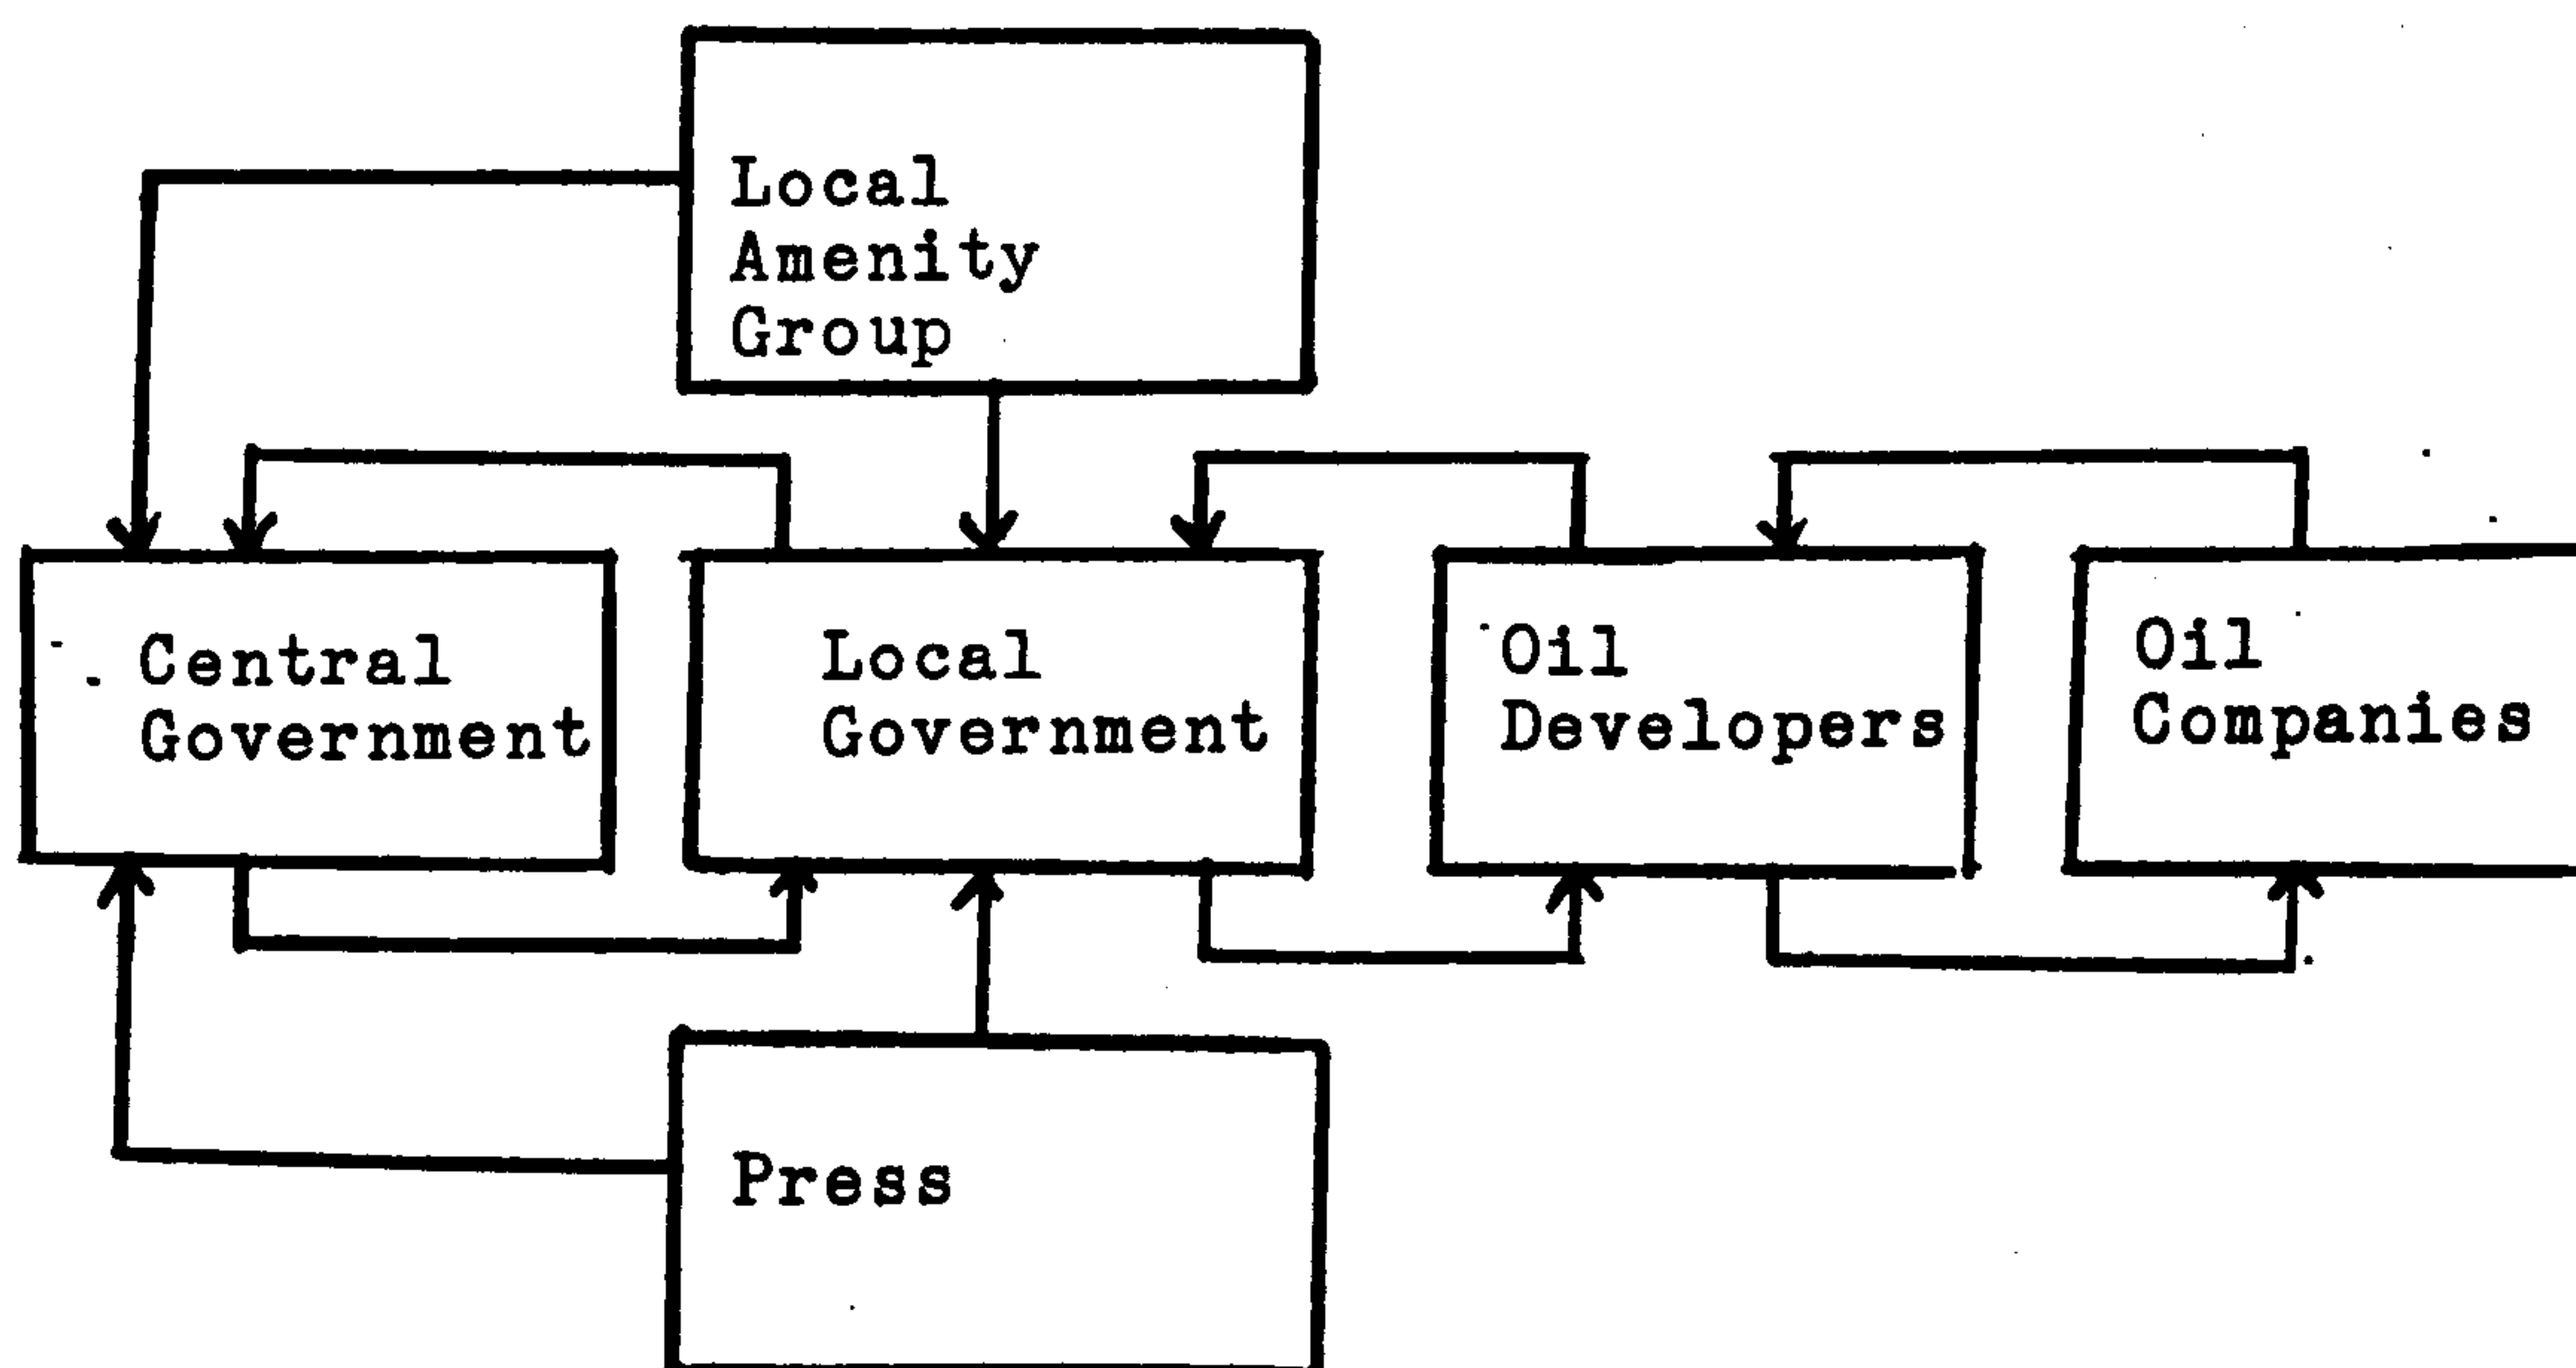 Local
Amenity
Group
Central
Government
Local
Government
Oil
Developers
Oil
Companies
Press